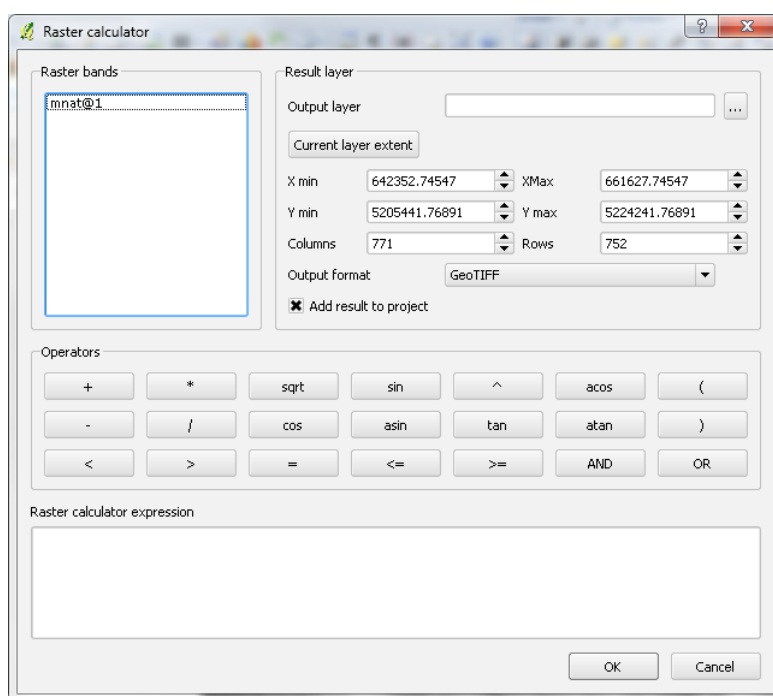 Raster calculator
Raster bands
mnat@1
Result layer
Output layer
...
Current layer extent
X min 642352.74547 XMax 661627.74547
Y min 5205441.76891 Y max 5224241.76891
Columns 771 Rows 752
Output format GeoTIFF
Add result to project
Operators
+ * sqrt sin ^ acos (
- / cos asin tan atan )
< > = <= >= AND OR
Raster calculator expression
OK Cancel